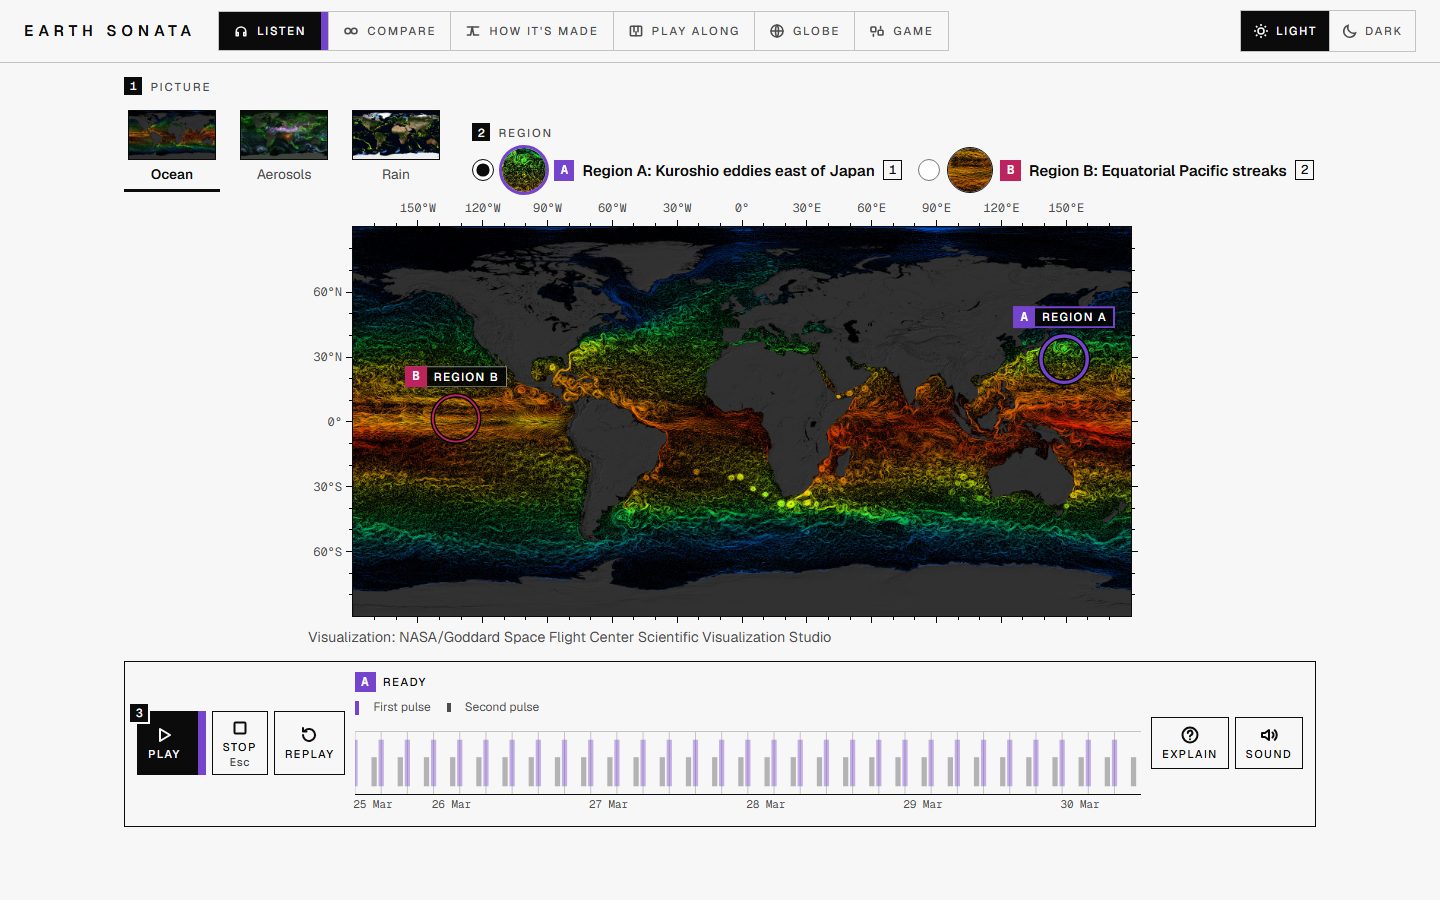 EARTH SONATA
LISTEN
COMPARE
HOW IT'S MADE
PLAY ALONG
GLOBE
GAME
LIGHT
DARK
1 PICTURE
Ocean
Aerosols
Rain
2 REGION
A Region A: Kuroshio eddies east of Japan 1
B Region B: Equatorial Pacific streaks 2
150°W 120°W 90°W 60°W 30°W 0° 30°E 60°E 90°E 120°E 150°E
60°N
30°N
0°
30°S
60°S
A REGION A
B REGION B
Visualization: NASA/Goddard Space Flight Center Scientific Visualization Studio
3
PLAY
STOP
Esc
REPLAY
A READY
First pulse Second pulse
25 Mar 26 Mar 27 Mar 28 Mar 29 Mar 30 Mar
EXPLAIN
SOUND